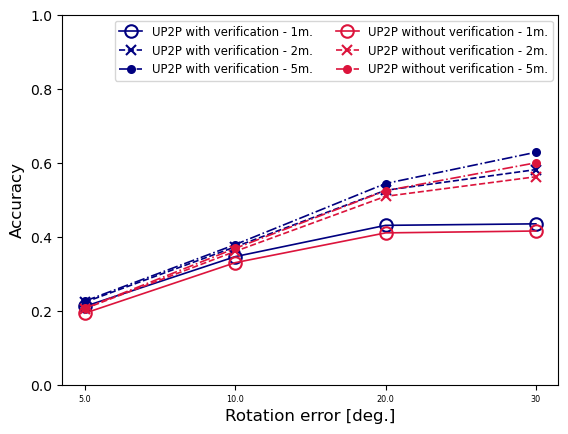 UP2P with verification - 1m.
UP2P with verification - 2m.
UP2P with verification - 5m.
UP2P without verification - 1m.
UP2P without verification - 2m.
UP2P without verification - 5m.
1.0
0.8
0.6
0.4
0.2
0.0
Accuracy
5.0 10.0 20.0 30
Rotation error [deg.]